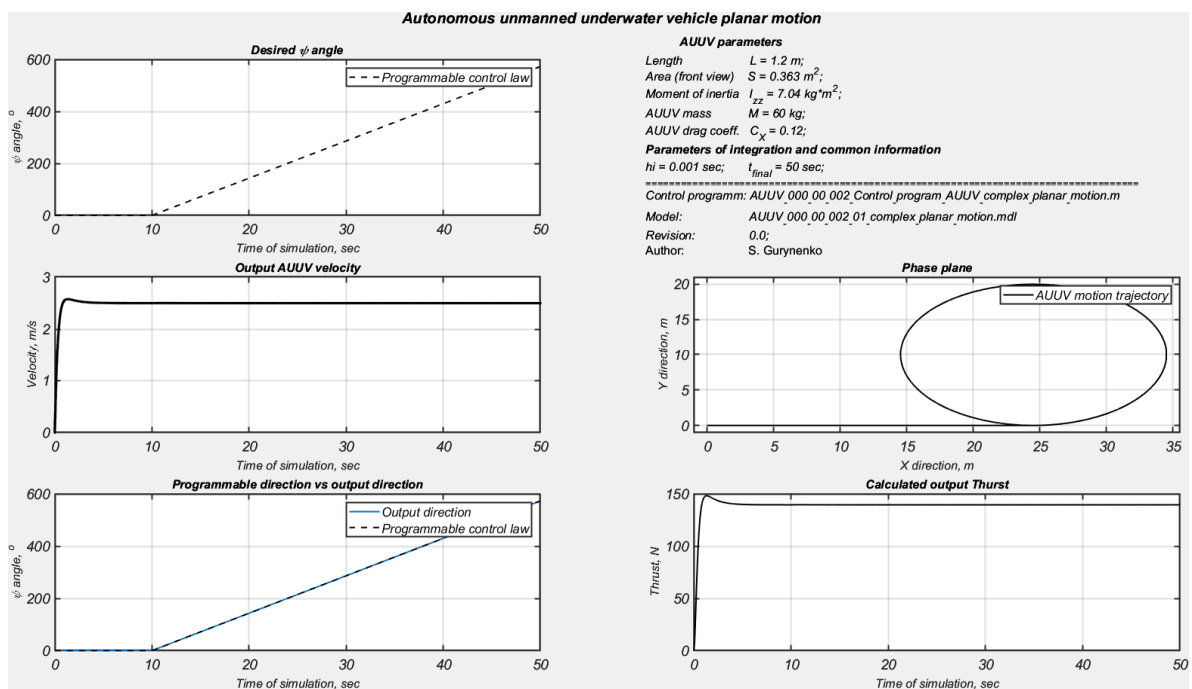 Autonomous unmanned underwater vehicle planar motion
Desired ψ angle
600
400
200
0
ψ angle, °
Programmable control law
0 10 20 30 40 50
Time of simulation, sec
AUUV parameters
Length L = 1.2 m;
Area (front view) S = 0.363 m²;
Moment of inertia I_zz = 7.04 kg*m²;
AUUV mass M = 60 kg;
AUUV drag coeff. C_X = 0.12;
Parameters of integration and common information
hi = 0.001 sec; t_final = 50 sec;
==========================================================================================
Control programm: AUUV_000_00_002_Control_program_AUUV_complex_planar_motion.m
Model: AUUV_000_00_002_01_complex_planar_motion.mdl
Revision: 0.0;
Author: S. Gurynenko
Output AUUV velocity
3
2
1
0
Velocity, m/s
0 10 20 30 40 50
Time of simulation, sec
Phase plane
20
15
10
5
0
Y direction, m
AUUV motion trajectory
0 5 10 15 20 25 30 35
X direction, m
Programmable direction vs output direction
600
400
200
0
ψ angle, °
Output direction
Programmable control law
0 10 20 30 40 50
Time of simulation, sec
Calculated output Thurst
150
100
50
0
Thrust, N
0 10 20 30 40 50
Time of simulation, sec